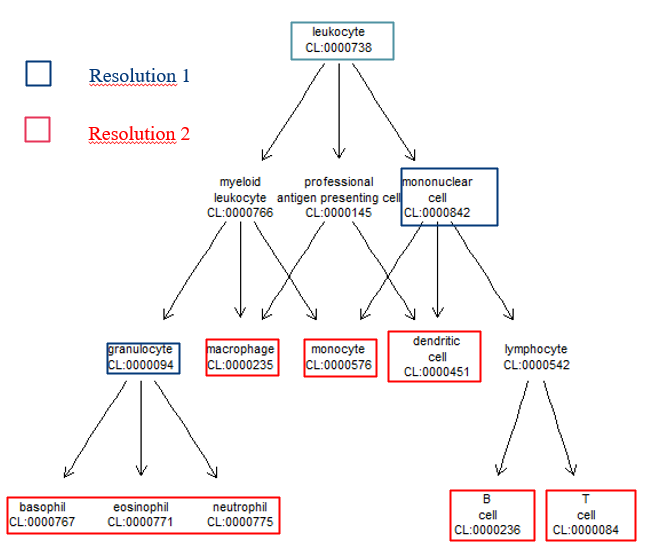 leukocyte
CL:0000738
Resolution 1
Resolution 2
myeloid
leukocyte
CL:0000766
professional
antigen presenting cell
CL:0000145
mononuclear
cell
CL:0000842
granulocyte
CL:0000094
macrophage
CL:0000235
monocyte
CL:0000576
dendritic
cell
CL:0000451
lymphocyte
CL:0000542
basophil
CL:0000767
eosinophil
CL:0000771
neutrophil
CL:0000775
B
cell
CL:0000236
T
cell
CL:0000084